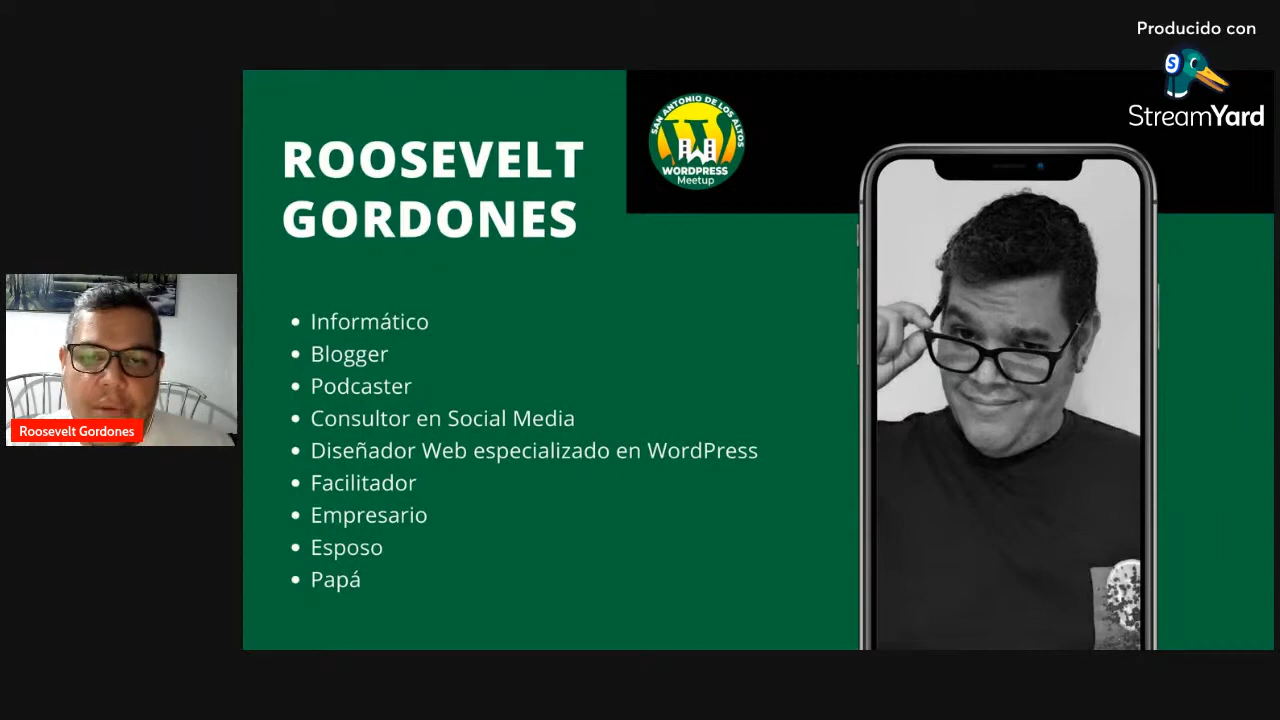 Producido con
StreamYard
SAN ANTONIO DE LOS ALTOS
WORDPRESS
Meetup
ROOSEVELT
GORDONES
Informático
Blogger
Podcaster
Consultor en Social Media
Diseñador Web especializado en WordPress
Facilitador
Empresario
Esposo
Papá
Roosevelt Gordones